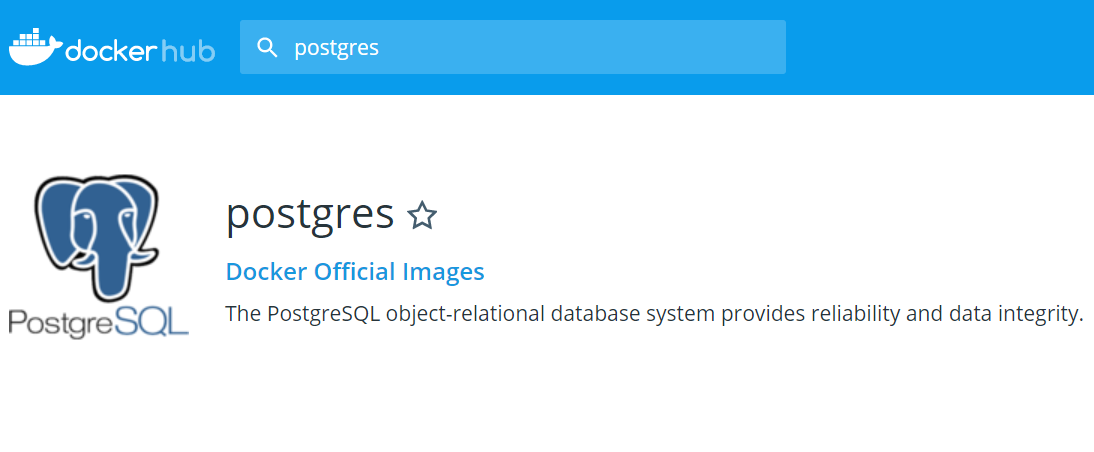 docker hub
postgres
postgres
Docker Official Images
The PostgreSQL object-relational database system provides reliability and data integrity.
PostgreSQL